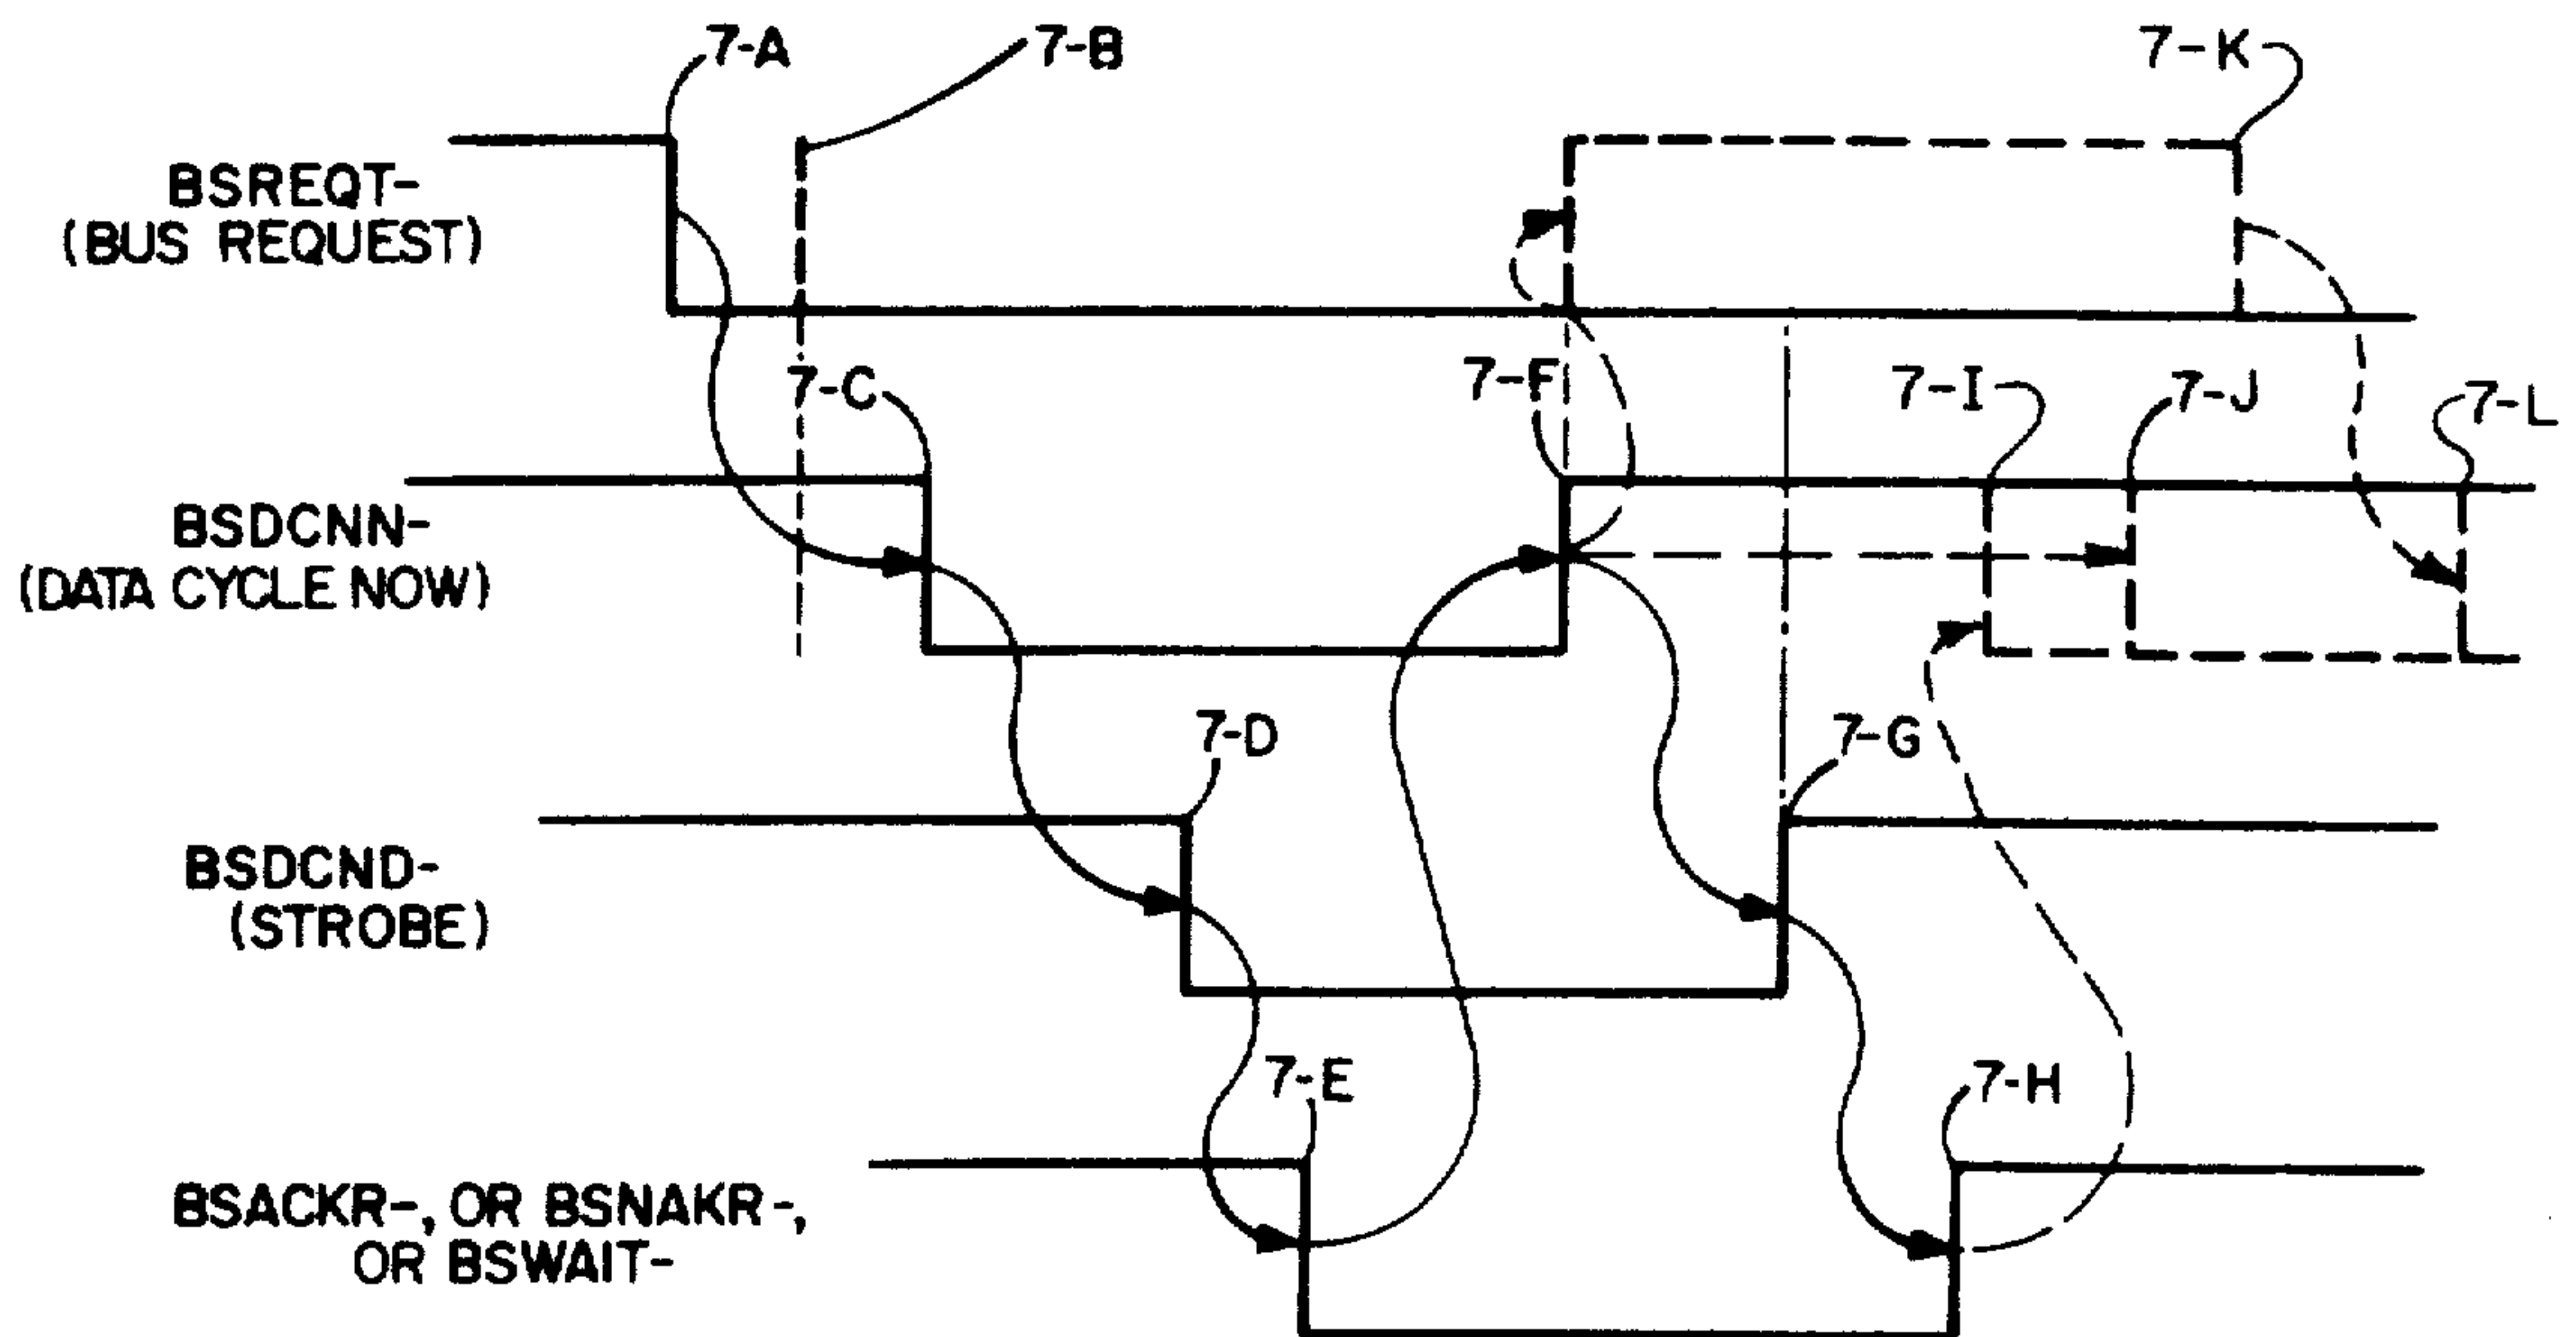 7-A
7-B
7-K
BSREQT-
(BUS REQUEST)
7-C
7-F
7-I
7-J
7-L
BSDCNN-
(DATA CYCLE NOW)
7-D
7-G
BSDCND-
(STROBE)
7-E
7-H
BSACKR-, OR BSNAKR-,
OR BSWAIT-